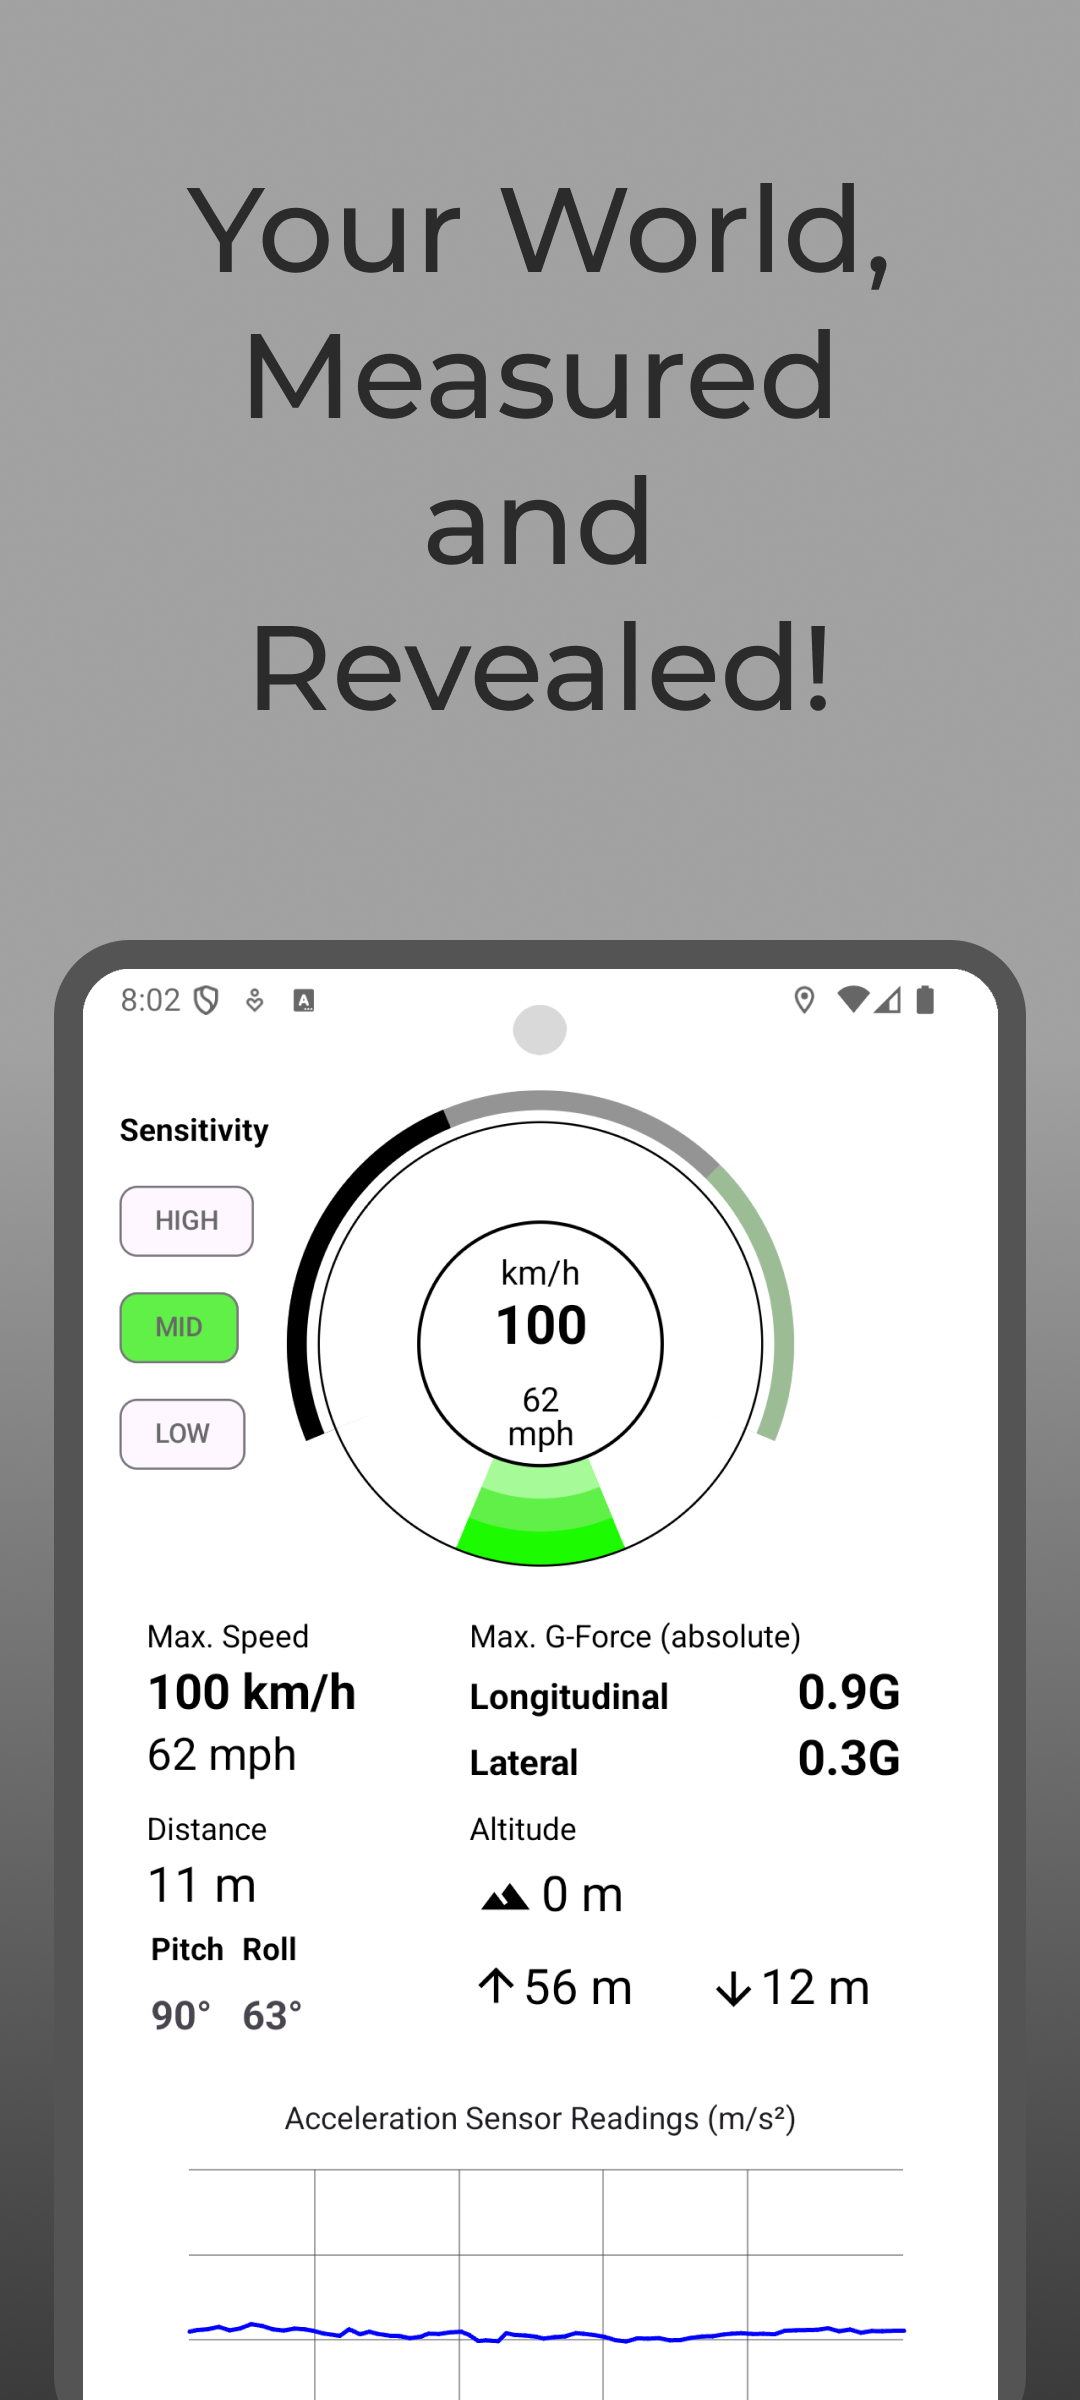 Your World,
Measured
and
Revealed!
8:02
A
Sensitivity
HIGH
MID
LOW
km/h
100
62
mph
Max. Speed
100 km/h
62 mph
Max. G-Force (absolute)
Longitudinal 0.9G
Lateral 0.3G
Distance
11 m
Altitude
0 m
56 m 12 m
Pitch Roll
90° 63°
Acceleration Sensor Readings (m/s²)